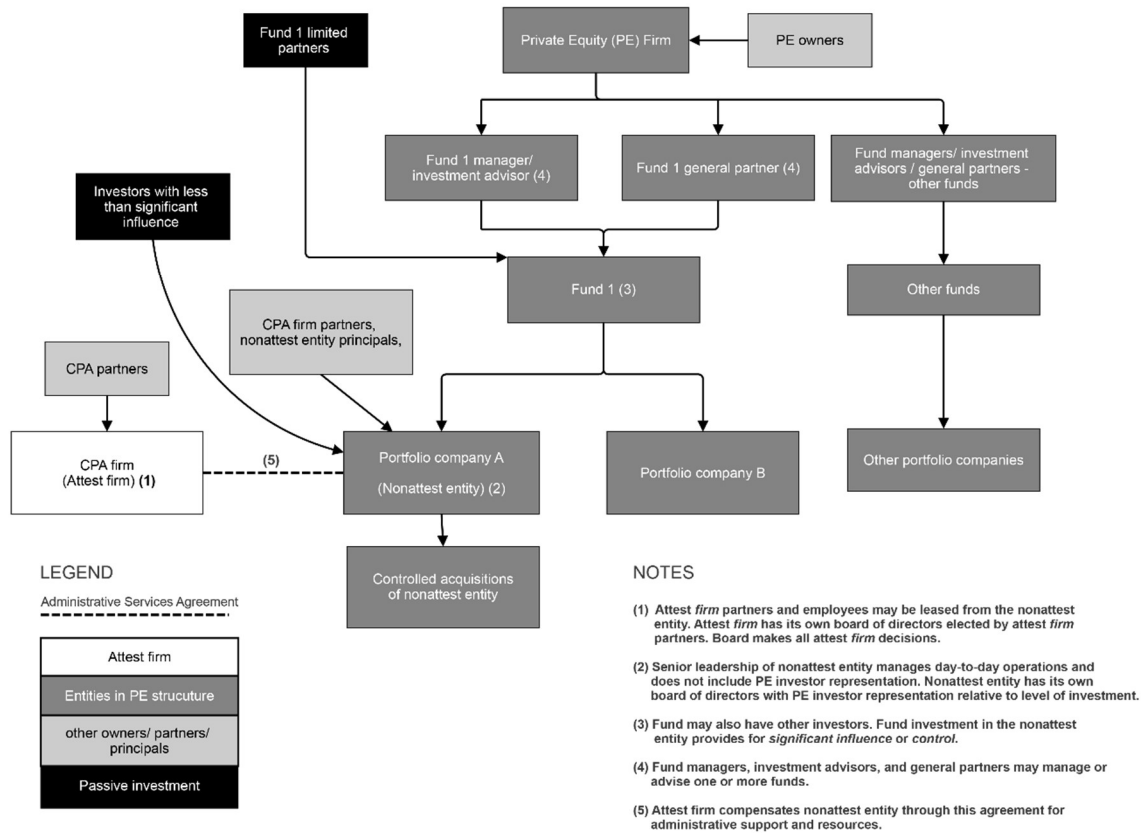 Fund 1 limited
partners
Private Equity (PE) Firm
PE owners
Fund 1 manager/
investment advisor (4)
Fund 1 general partner (4)
Fund managers/ investment
advisors / general partners -
other funds
Investors with less
than significant
influence
Fund 1 (3)
Other funds
CPA firm partners,
nonattest entity principals,
CPA partners
CPA firm
(Attest firm) (1)
(5)
Portfolio company A
(Nonattest entity) (2)
Portfolio company B
Other portfolio companies
Controlled acquisitions
of nonattest entity
LEGEND
Administrative Services Agreement
Attest firm
Entities in PE strucuture
other owners/ partners/
principals
Passive investment
NOTES
(1) Attest firm partners and employees may be leased from the nonattest
entity. Attest firm has its own board of directors elected by attest firm
partners. Board makes all attest firm decisions.
(2) Senior leadership of nonattest entity manages day-to-day operations and
does not include PE investor representation. Nonattest entity has its own
board of directors with PE investor representation relative to level of investment.
(3) Fund may also have other investors. Fund investment in the nonattest
entity provides for significant influence or control.
(4) Fund managers, investment advisors, and general partners may manage or
advise one or more funds.
(5) Attest firm compensates nonattest entity through this agreement for
administrative support and resources.